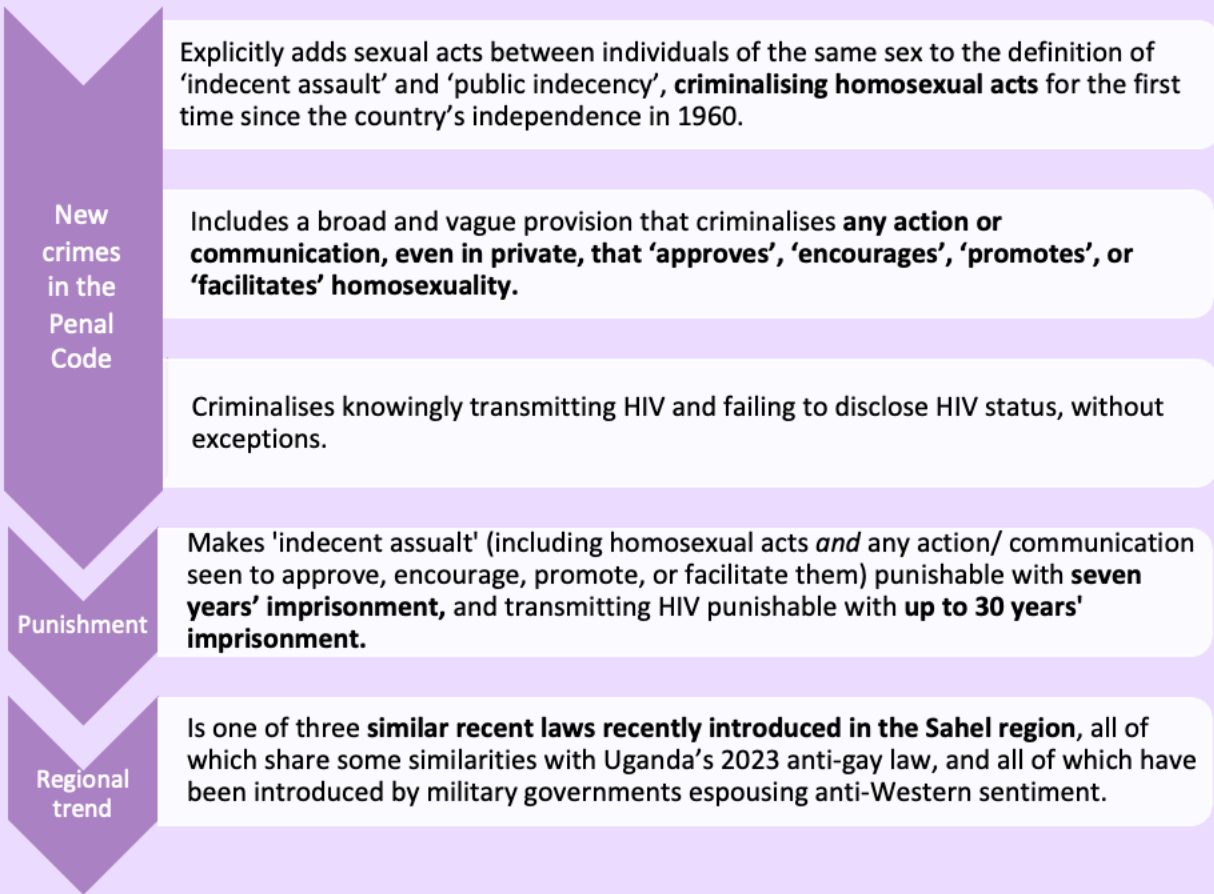 Explicitly adds sexual acts between individuals of the same sex to the definition of
‘indecent assault’ and ‘public indecency’, criminalising homosexual acts for the first
time since the country’s independence in 1960.
New
crimes
in the
Penal
Code
Includes a broad and vague provision that criminalises any action or
communication, even in private, that ‘approves’, ‘encourages’, ‘promotes’, or
‘facilitates’ homosexuality.
Criminalises knowingly transmitting HIV and failing to disclose HIV status, without
exceptions.
Punishment
Makes 'indecent assualt' (including homosexual acts and any action/ communication
seen to approve, encourage, promote, or facilitate them) punishable with seven
years’ imprisonment, and transmitting HIV punishable with up to 30 years'
imprisonment.
Regional
trend
Is one of three similar recent laws recently introduced in the Sahel region, all of
which share some similarities with Uganda’s 2023 anti-gay law, and all of which have
been introduced by military governments espousing anti-Western sentiment.